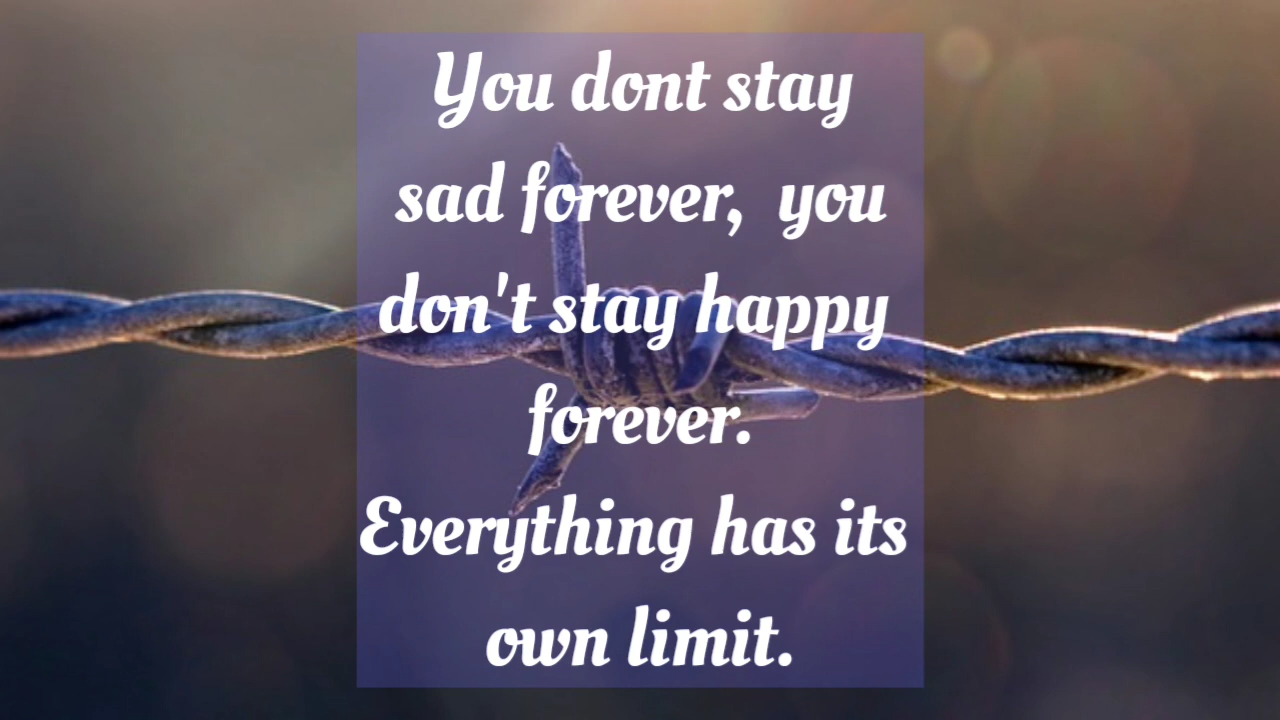 You dont stay
sad forever,  you
don't stay happy
forever.
Everything has its
own limit.